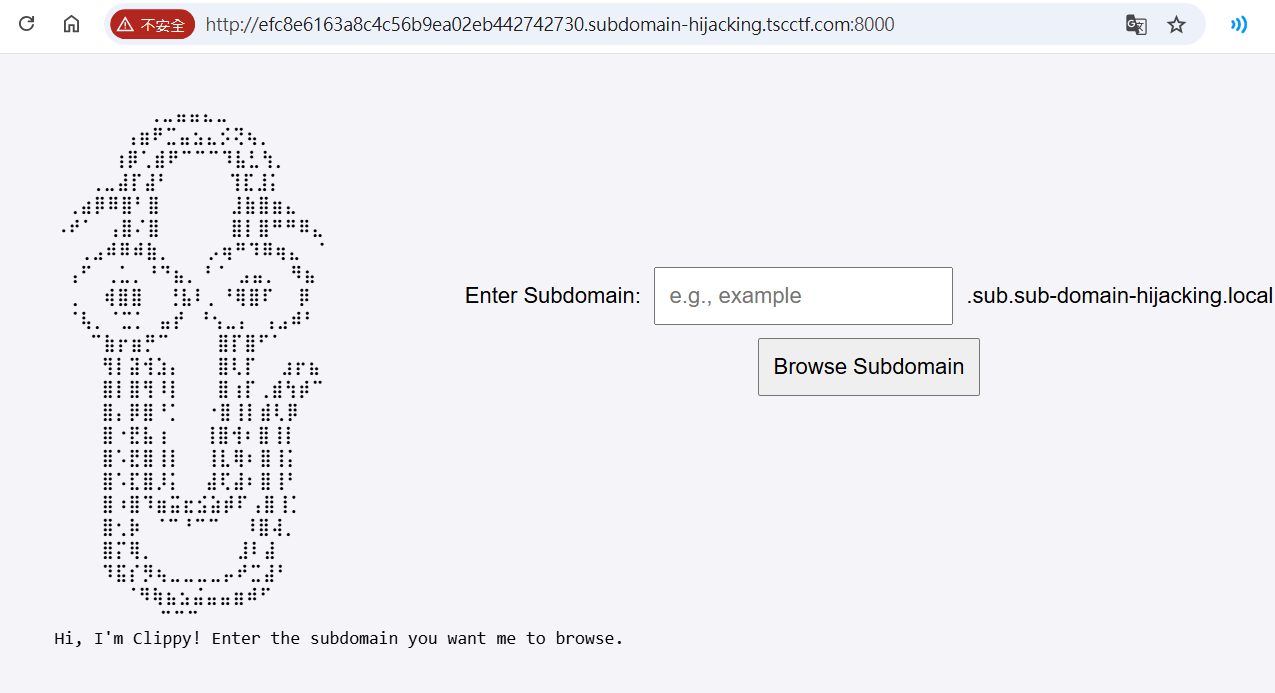 不安全 http://efc8e6163a8c4c56b9ea02eb442742730.subdomain-hijacking.tscctf.com:8000
Enter Subdomain: e.g., example .sub.sub-domain-hijacking.local
Browse Subdomain
Hi, I'm Clippy! Enter the subdomain you want me to browse.